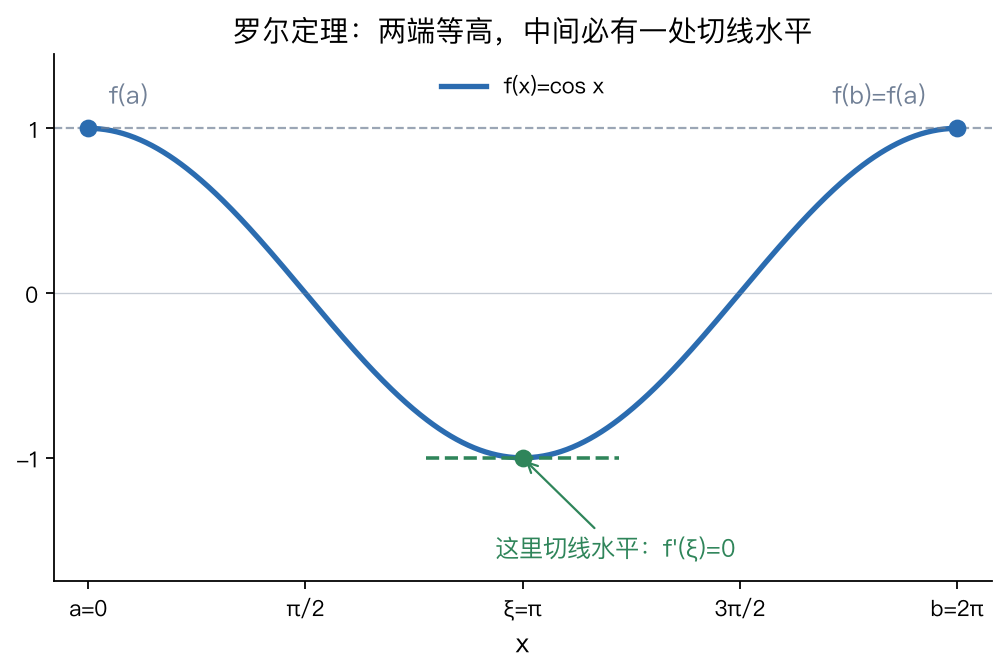 罗尔定理：两端等高，中间必有一处切线水平
f(x)=cos x
f(a)
f(b)=f(a)
1
0
−1
这里切线水平：f'(ξ)=0
a=0
π/2
ξ=π
3π/2
b=2π
x